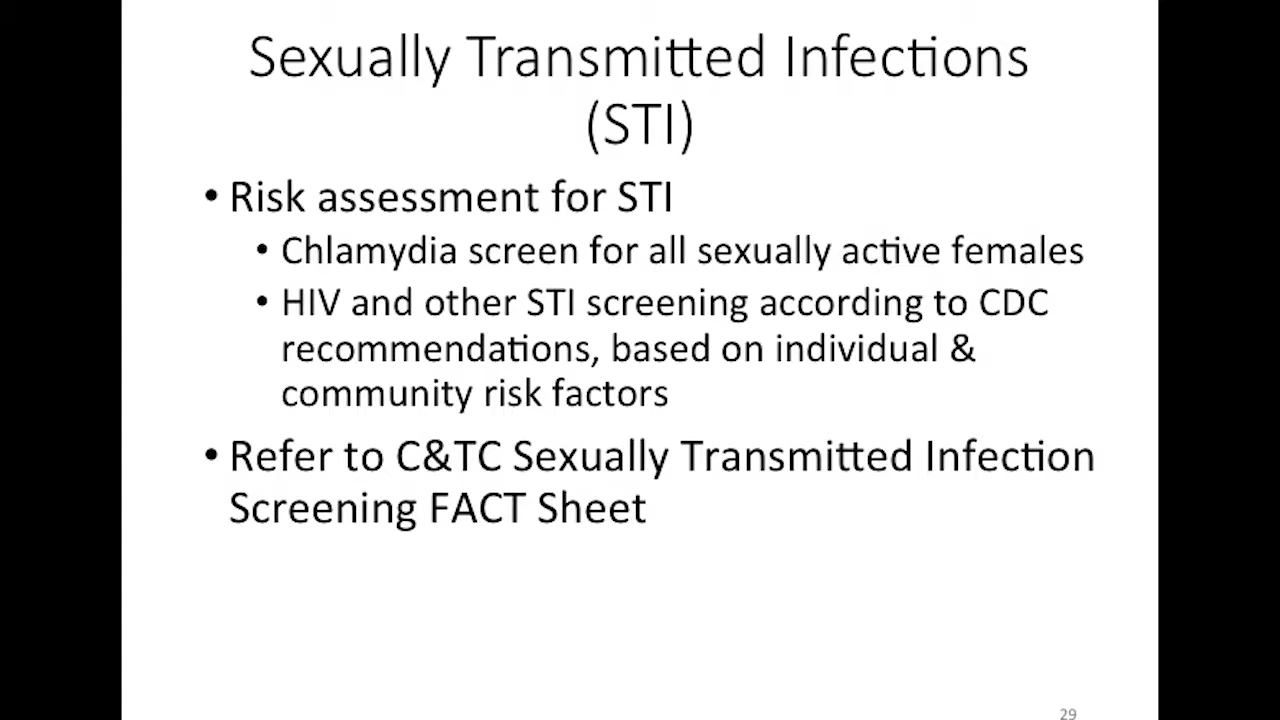 Sexually Transmitted Infections
(STI)
• Risk assessment for STI
• Chlamydia screen for all sexually active females
• HIV and other STI screening according to CDC
recommendations, based on individual &
community risk factors
• Refer to C&TC Sexually Transmitted Infection
Screening FACT Sheet
29